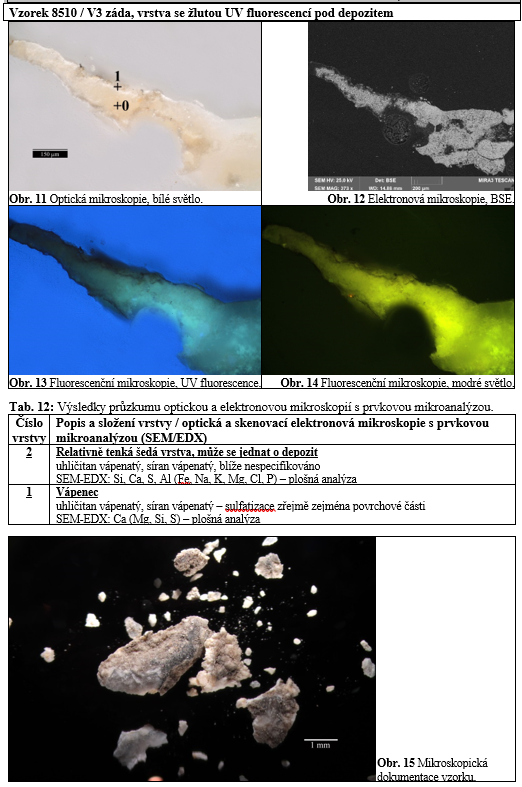 Vzorek 8510 / V3 záda, vrstva se žlutou UV fluorescencí pod depozitem
1
+
+0
150 µm
SEM HV: 25.0 kV Det: BSE MIRA3 TESCAN
SEM MAG: 373 x WD: 14.86 mm 200 µm
Obr. 11 Optická mikroskopie, bílé světlo.
Obr. 12 Elektronová mikroskopie, BSE.
Obr. 13 Fluorescenční mikroskopie, UV fluorescence.
Obr. 14 Fluorescenční mikroskopie, modré světlo.
Tab. 12: Výsledky průzkumu optickou a elektronovou mikroskopií s prvkovou mikroanalýzou.
Číslo vrstvy
Popis a složení vrstvy / optická a skenovací elektronová mikroskopie s prvkovou
mikroanalýzou (SEM/EDX)
2
Relativně tenká šedá vrstva, může se jednat o depozit
uhličitan vápenatý, síran vápenatý, blíže nespecifikováno
SEM-EDX: Si, Ca, S, Al (Fe, Na, K, Mg, Cl, P) – plošná analýza
1
Vápenec
uhličitan vápenatý, síran vápenatý – sulfatizace zřejmě zejména povrchové části
SEM-EDX: Ca (Mg, Si, S) – plošná analýza
1 mm
Obr. 15 Mikroskopická
dokumentace vzorku.